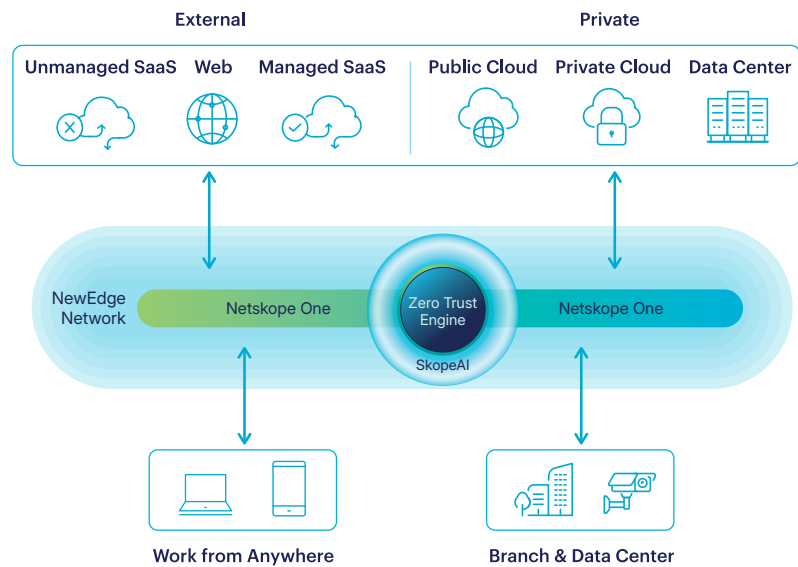 External
Private
Unmanaged SaaS
Web
Managed SaaS
Public Cloud
Private Cloud
Data Center
NewEdge
Network
Netskope One
Zero Trust
Engine
Netskope One
SkopeAI
Work from Anywhere
Branch & Data Center